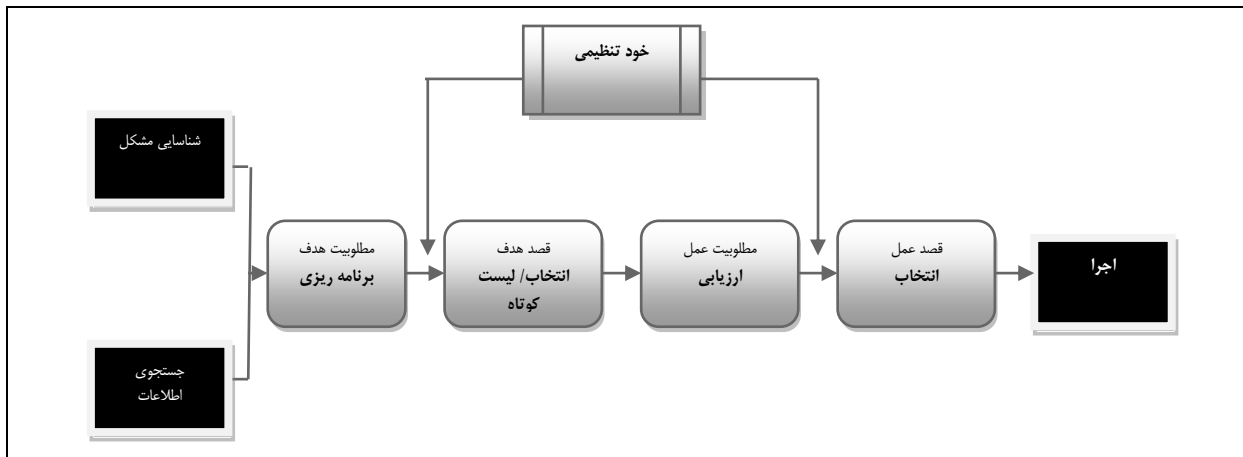 خود تنظیمی
شناسایی مشکل
جستجوی
اطلاعات
مطلوبیت هدف
برنامه ریزی
قصد هدف
انتخاب/ لیست
کوتاه
مطلوبیت عمل
ارزیابی
قصد عمل
انتخاب
اجرا